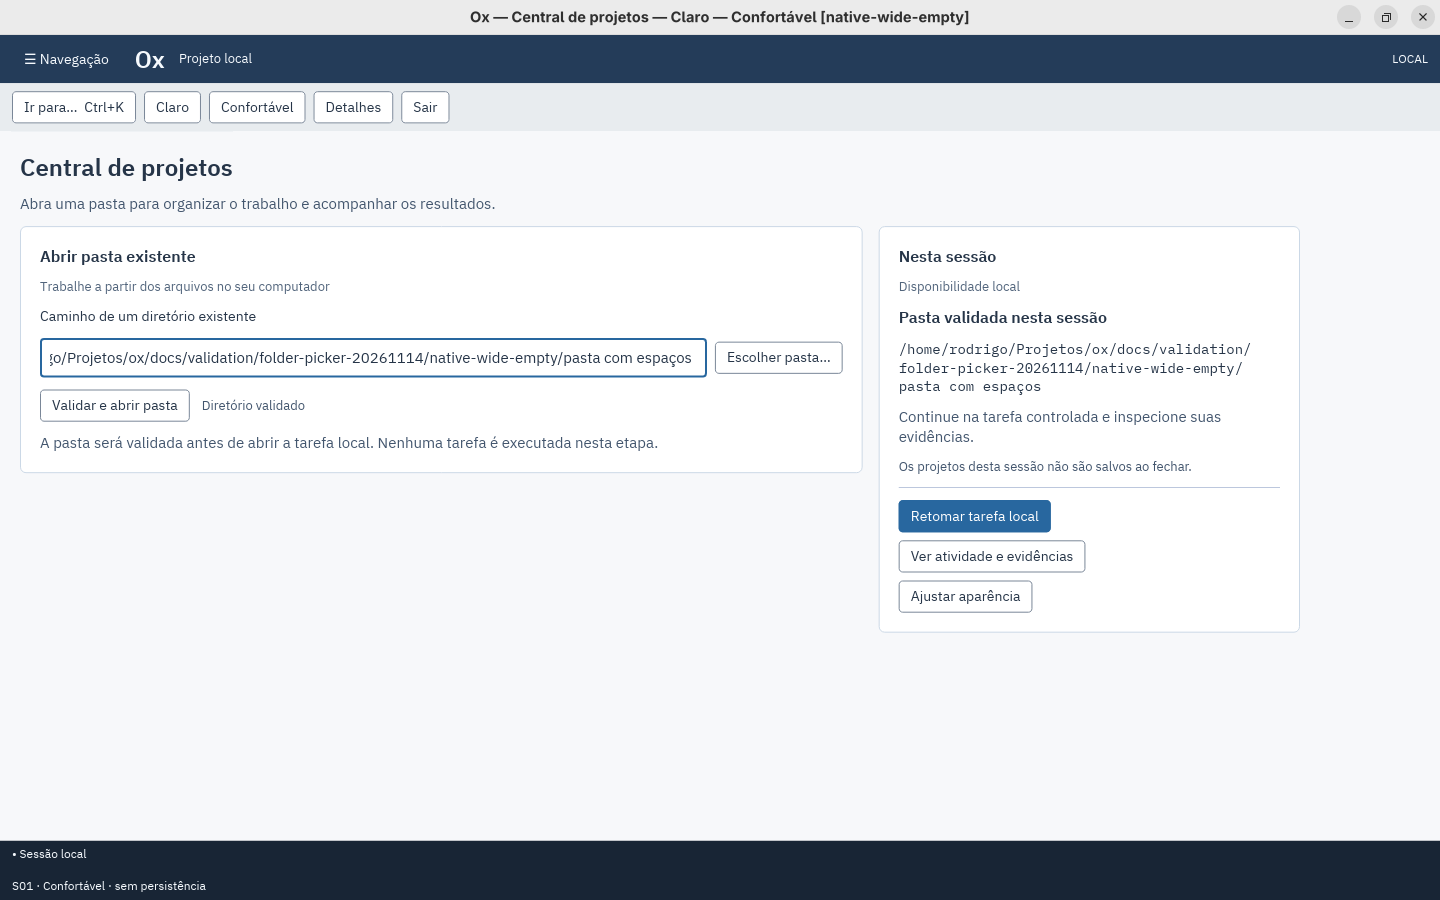 Ox — Central de projetos — Claro — Confortável [native-wide-empty]
☰ Navegação
Ox
Projeto local
LOCAL
Ir para... Ctrl+K
Claro
Confortável
Detalhes
Sair
Central de projetos
Abra uma pasta para organizar o trabalho e acompanhar os resultados.
Abrir pasta existente
Trabalhe a partir dos arquivos no seu computador
Caminho de um diretório existente
go/Projetos/ox/docs/validation/folder-picker-20261114/native-wide-empty/pasta com espaços
Escolher pasta...
Validar e abrir pasta
Diretório validado
A pasta será validada antes de abrir a tarefa local. Nenhuma tarefa é executada nesta etapa.
Nesta sessão
Disponibilidade local
Pasta validada nesta sessão
/home/rodrigo/Projetos/ox/docs/validation/
folder-picker-20261114/native-wide-empty/
pasta com espaços
Continue na tarefa controlada e inspecione suas
evidências.
Os projetos desta sessão não são salvos ao fechar.
Retomar tarefa local
Ver atividade e evidências
Ajustar aparência
• Sessão local
S01 · Confortável · sem persistência